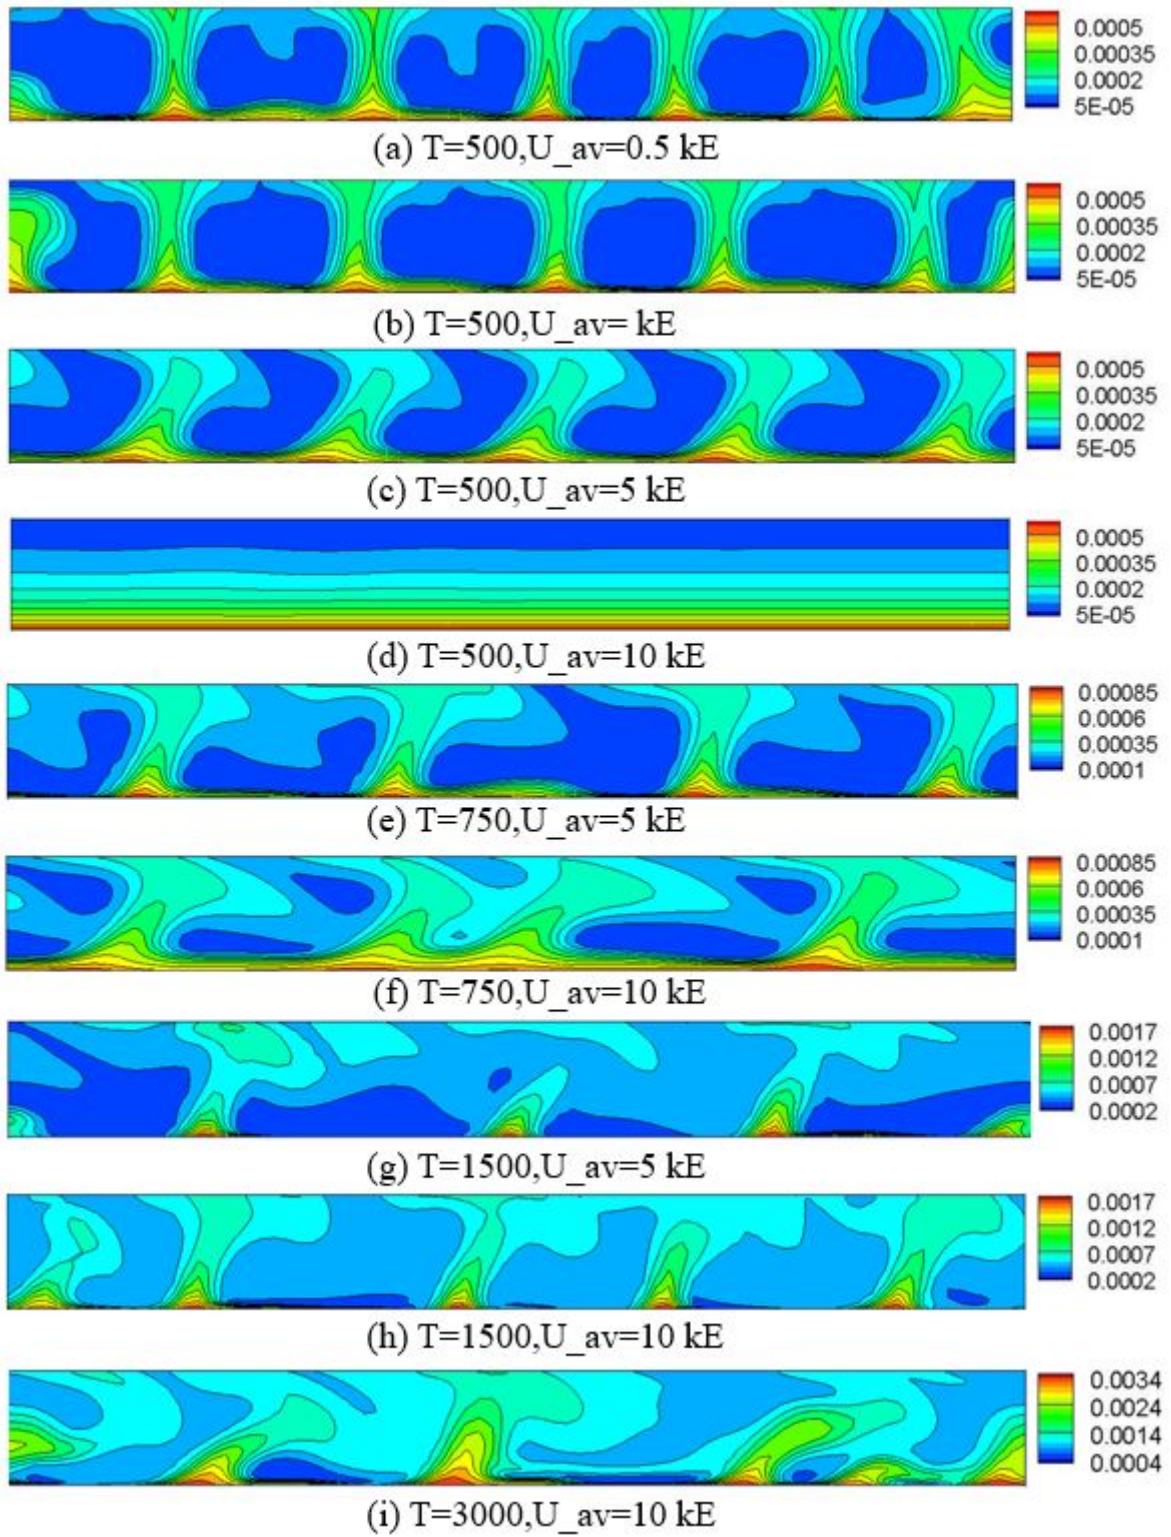 0.0005
0.00035
0.0002
5E-05
(a) T=500,U_av=0.5 kE
0.0005
0.00035
0.0002
5E-05
(b) T=500,U_av= kE
0.0005
0.00035
0.0002
5E-05
(c) T=500,U_av=5 kE
0.0005
0.00035
0.0002
5E-05
(d) T=500,U_av=10 kE
0.00085
0.0006
0.00035
0.0001
(e) T=750,U_av=5 kE
0.00085
0.0006
0.00035
0.0001
(f) T=750,U_av=10 kE
0.0017
0.0012
0.0007
0.0002
(g) T=1500,U_av=5 kE
0.0017
0.0012
0.0007
0.0002
(h) T=1500,U_av=10 kE
0.0034
0.0024
0.0014
0.0004
(i) T=3000,U_av=10 kE